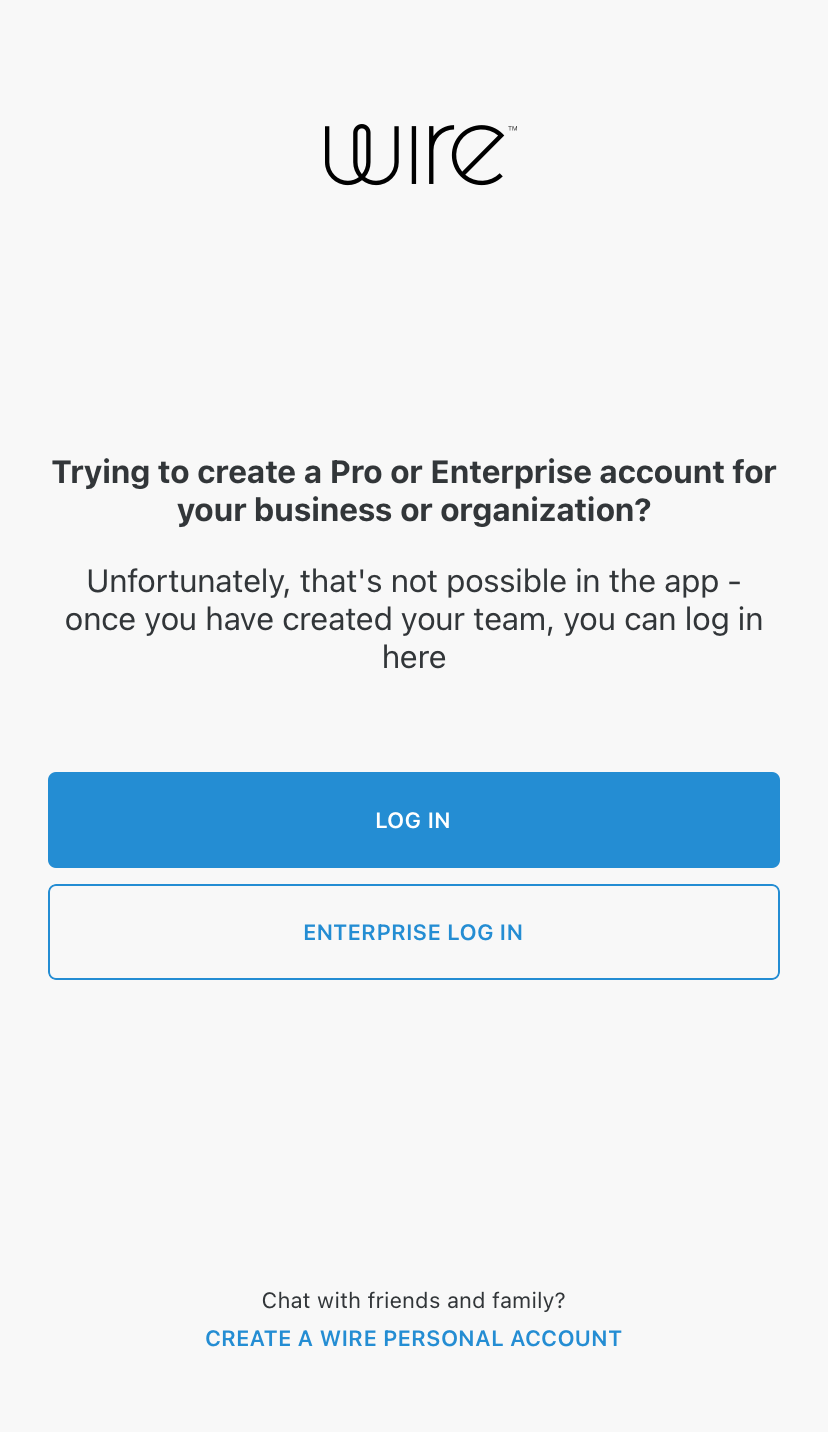 wire™
Trying to create a Pro or Enterprise account for
your business or organization?
Unfortunately, that's not possible in the app -
once you have created your team, you can log in
here
LOG IN
ENTERPRISE LOG IN
Chat with friends and family?
CREATE A WIRE PERSONAL ACCOUNT